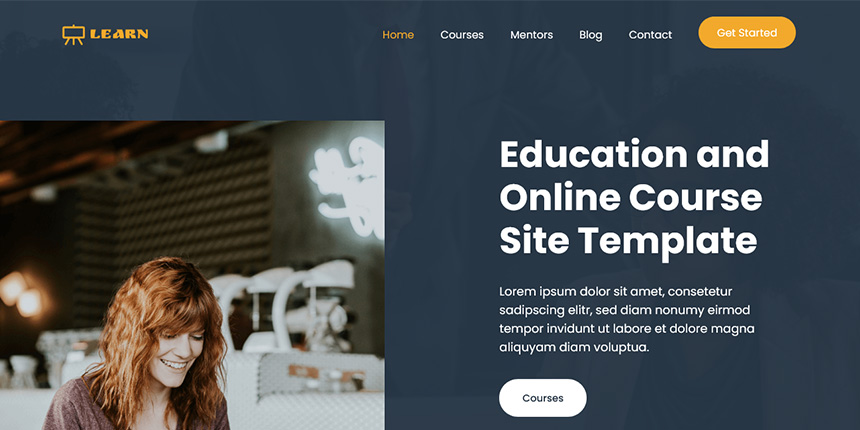 LEARN
Home Courses Mentors Blog Contact Get Started
Education and
Online Course
Site Template
Lorem ipsum dolor sit amet, consetetur
sadipscing elitr, sed diam nonumy eirmod
tempor invidunt ut labore et dolore magna
aliquyam diam voluptua.
Courses